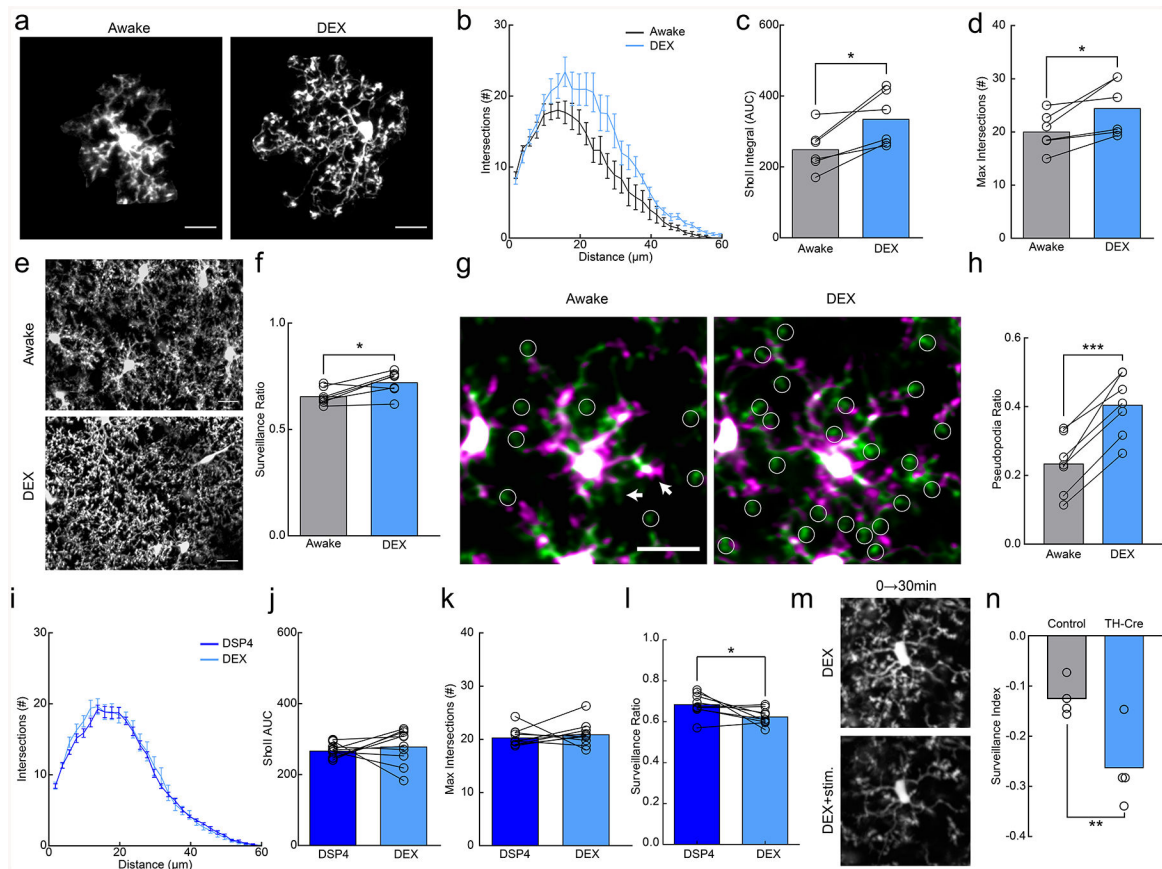 a
Awake
DEX
b
30
20
10
0
Intersections (#)
Awake
DEX
0 20 40 60
Distance (µm)
c
*
600
400
200
0
Sholl Integral (AUC)
Awake DEX
d
*
40
30
20
10
0
Max Intersections (#)
Awake DEX
e
Awake
DEX
f
*
1.0
0.5
0.0
Surveillance Ratio
Awake DEX
g
Awake
DEX
h
***
0.6
0.4
0.2
0.0
Pseudopodia Ratio
Awake DEX
i
30
20
10
0
Intersections (#)
DSP4
DEX
0 20 40 60
Distance (µm)
j
600
400
200
0
Sholl AUC
DSP4 DEX
k
40
30
20
10
0
Max Intersections (#)
DSP4 DEX
l
*
1.0
0.8
0.6
0.4
0.2
0.0
Surveillance Ratio
DSP4 DEX
m
0→30min
DEX
DEX+stim.
n
Control TH-Cre
0.0
-0.1
-0.2
-0.3
-0.4
Surveillance Index
**